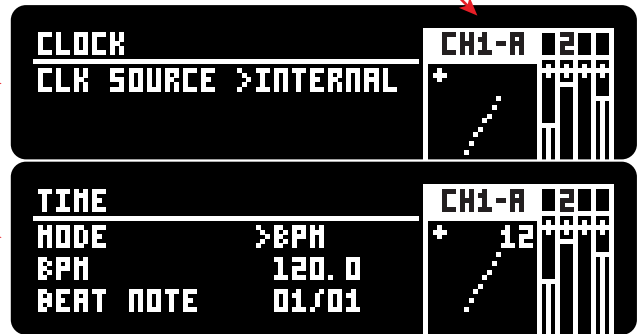 CLOCK
CH1-A 2
CLK SOURCE >INTERNAL
+
TIME
CH1-A 2
MODE >BPM
+ 12
BPM 120.0
BEAT NOTE 01/01